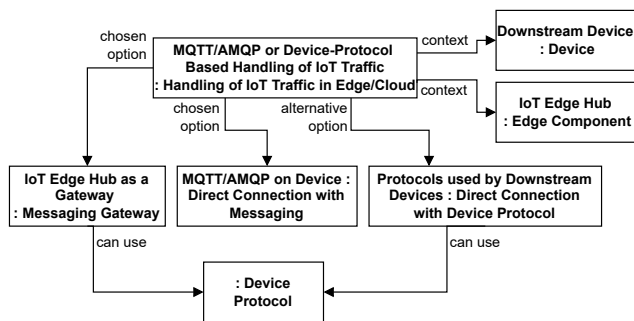 chosen
option
MQTT/AMQP or Device-Protocol
Based Handling of IoT Traffic
: Handling of IoT Traffic in Edge/Cloud
context
Downstream Device
: Device
context
IoT Edge Hub
: Edge Component
chosen
option
alternative
option
IoT Edge Hub as a
Gateway
: Messaging Gateway
MQTT/AMQP on Device :
Direct Connection with
Messaging
Protocols used by Downstream
Devices : Direct Connection
with Device Protocol
can use
can use
: Device
Protocol